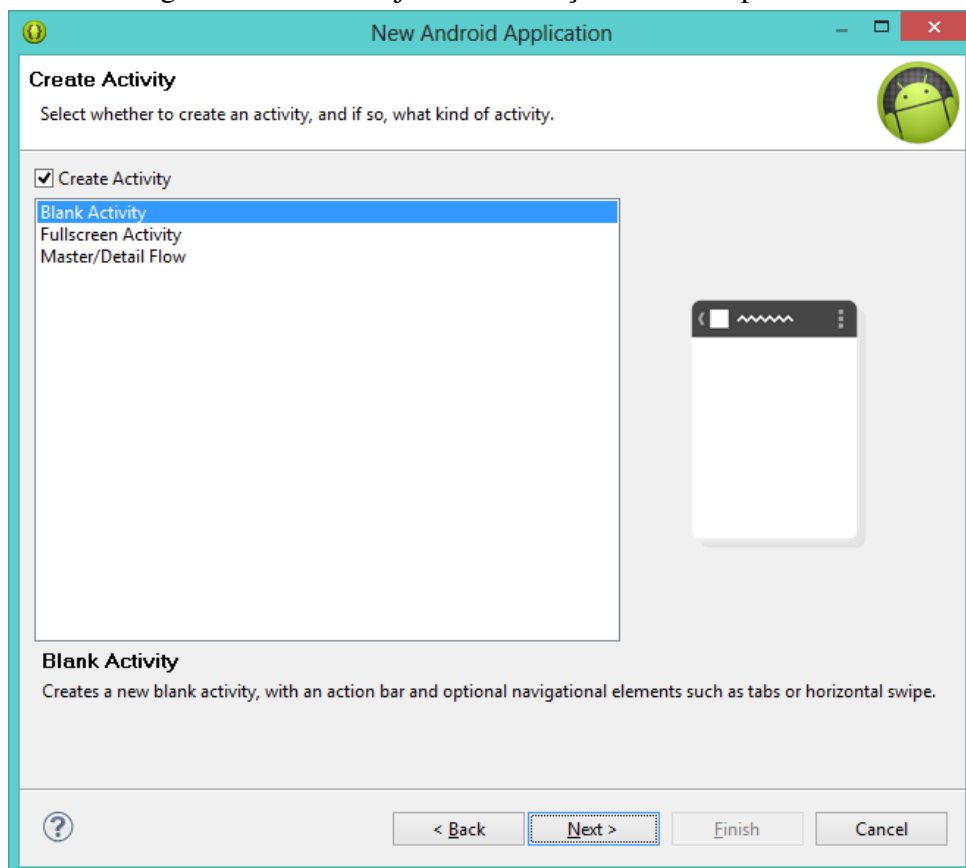 New Android Application
Create Activity
Select whether to create an activity, and if so, what kind of activity.
Create Activity
Blank Activity
Fullscreen Activity
Master/Detail Flow
Blank Activity
Creates a new blank activity, with an action bar and optional navigational elements such as tabs or horizontal swipe.
< Back Next > Finish Cancel